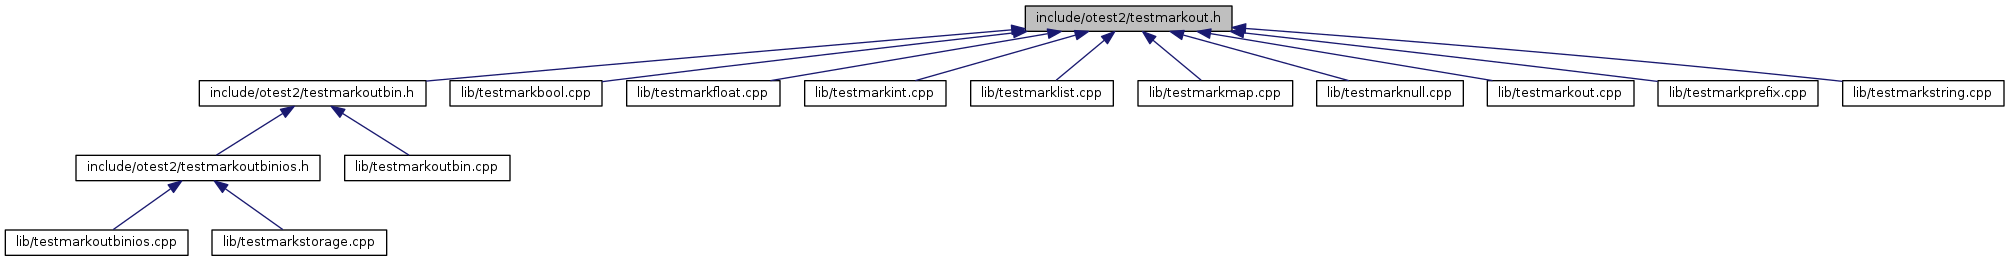 include/otest2/testmarkout.h
include/otest2/testmarkoutbin.h
lib/testmarkbool.cpp
lib/testmarkfloat.cpp
lib/testmarkint.cpp
lib/testmarklist.cpp
lib/testmarkmap.cpp
lib/testmarknull.cpp
lib/testmarkout.cpp
lib/testmarkprefix.cpp
lib/testmarkstring.cpp
include/otest2/testmarkoutbinios.h
lib/testmarkoutbin.cpp
lib/testmarkoutbinios.cpp
lib/testmarkstorage.cpp